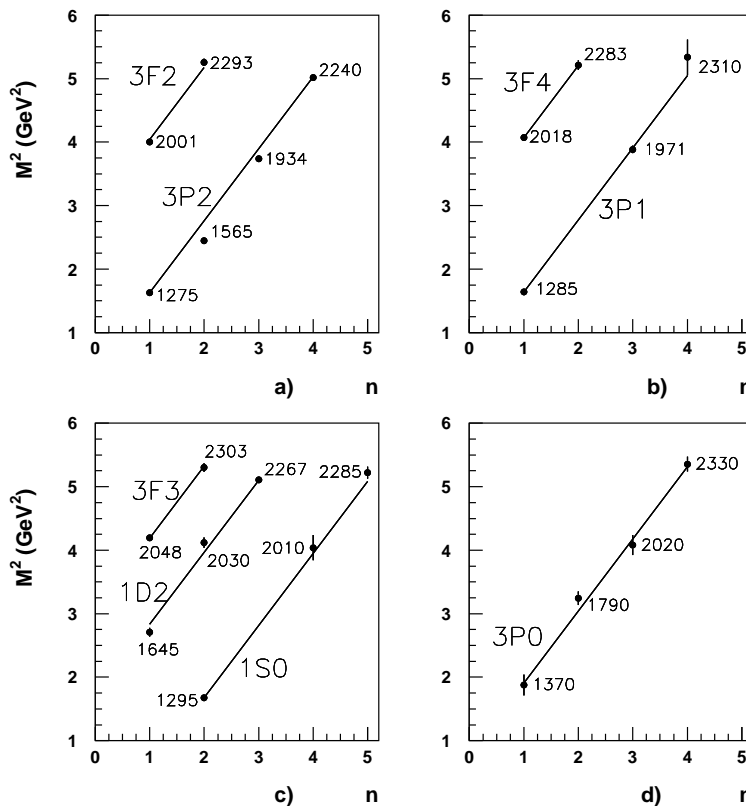 M² (GeV²)
6
5
4
3
2
1
0 1 2 3 4 5
3F2
2293
2240
2001
1934
3P2
1565
1275
a) n
6
5
4
3
2
1
0 1 2 3 4 5
2283
2310
3F4
2018
1971
3P1
1285
b) n
M² (GeV²)
6
5
4
3
2
1
0 1 2 3 4 5
2303
2267
2285
3F3
2048
2030
2010
1D2
1645
1S0
1295
c) n
6
5
4
3
2
1
0 1 2 3 4 5
2330
2020
1790
3P0
1370
d) n